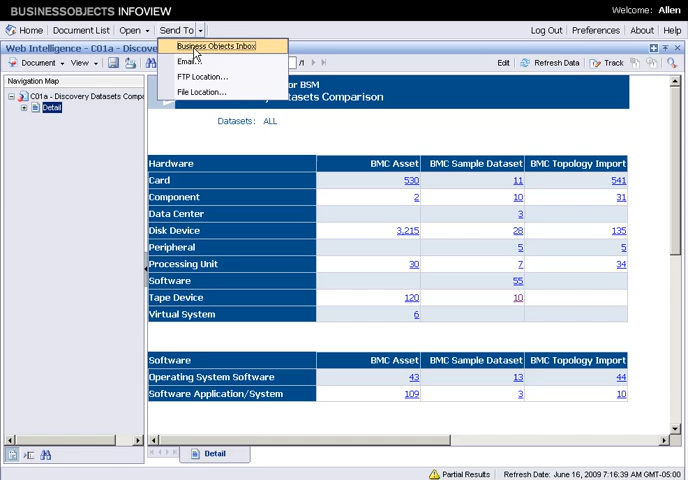 BUSINESSOBJECTS INFOVIEW
Welcome: Allen
Home Document List Open Send To
Log Out Preferences About Help
Web Intelligence - C01a - Discove
Business Objects Inbox
Email...
FTP Location...
File Location...
Document View
/1
Edit Refresh Data Track
Navigation Map
C01a - Discovery Datasets Compa
Detail
or BSM
tasets Comparison
Datasets: ALL
Hardware BMC Asset BMC Sample Dataset BMC Topology Import
Card 530 11 541
Component 2 10 31
Data Center 3
Disk Device 3,215 28 135
Peripheral 5 5
Processing Unit 30 7 34
Software 55
Tape Device 120 10
Virtual System 6
Software BMC Asset BMC Sample Dataset BMC Topology Import
Operating System Software 43 13 44
Software Application/System 109 3 10
Detail
Partial Results Refresh Date: June 16, 2009 7:16:39 AM GMT-05:00